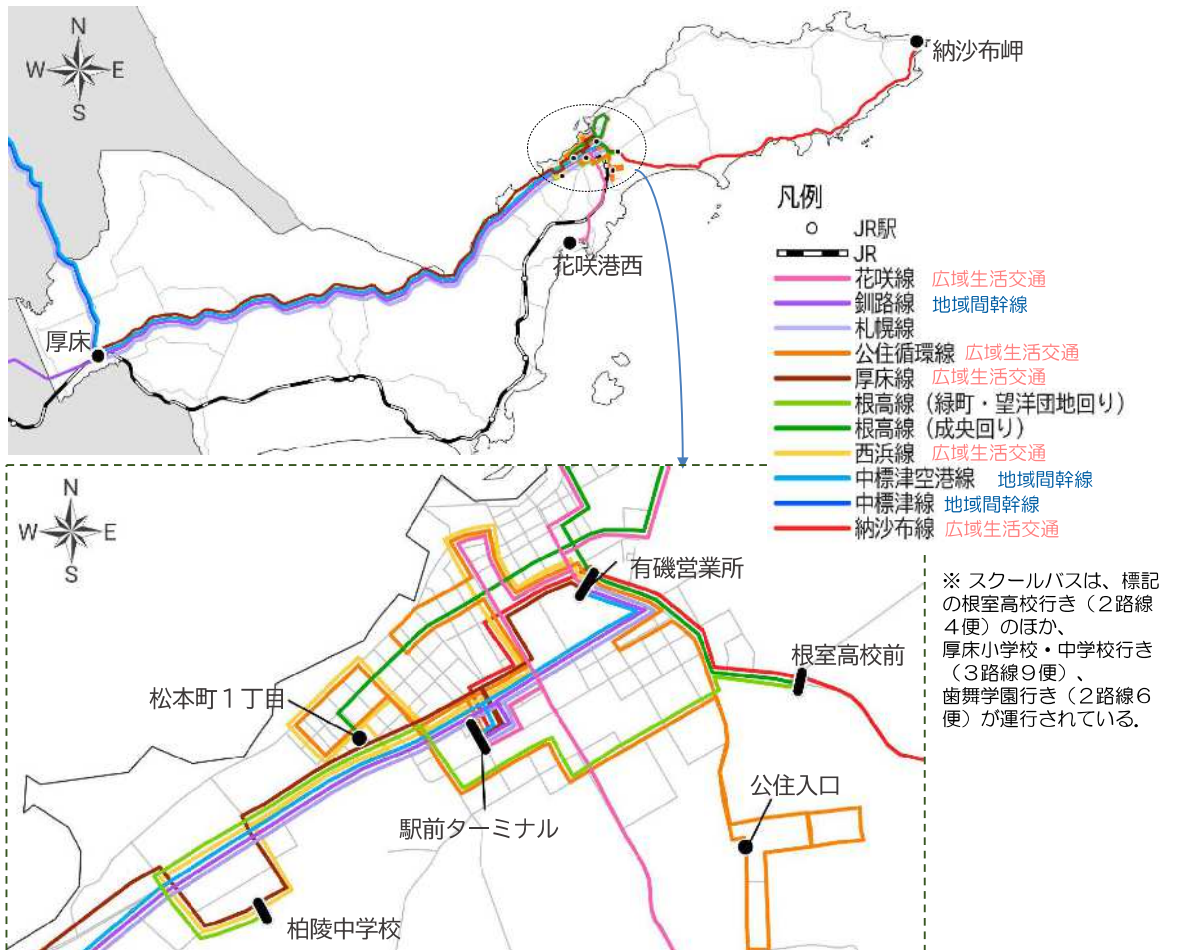 N
W
E
S
納沙布岬
花咲港西
厚床
凡例
JR駅
JR
花咲線 広域生活交通
釧路線 地域間幹線
札幌線
公住循環線 広域生活交通
厚床線 広域生活交通
根高線（緑町・望洋団地回り）
根高線（成央回り）
西浜線 広域生活交通
中標津空港線 地域間幹線
中標津線 地域間幹線
納沙布線 広域生活交通
N
W
E
S
有磯営業所
根室高校前
松本町１丁目
公住入口
駅前ターミナル
柏陵中学校
※ スクールバスは、標記
の根室高校行き（２路線
４便）のほか、
厚床小学校・中学校行き
（３路線９便）、
歯舞学園行き（２路線６
便）が運行されている.